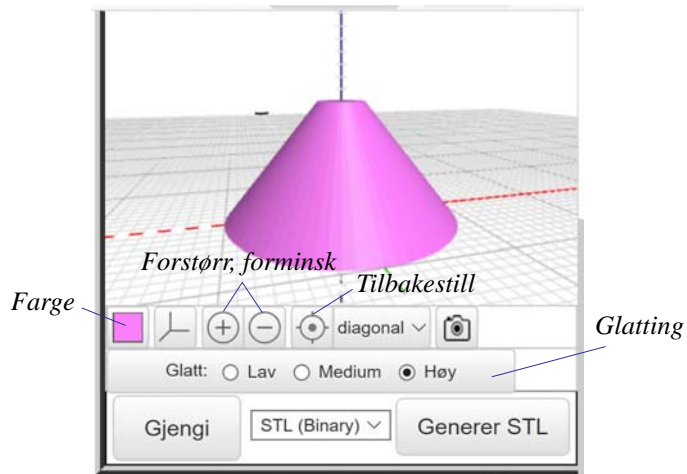 Forstørr, forminsk
Tilbakestill
Farge
diagonal
Glatting
Glatt: Lav Medium Høy
Gjengi
STL (Binary)
Generer STL